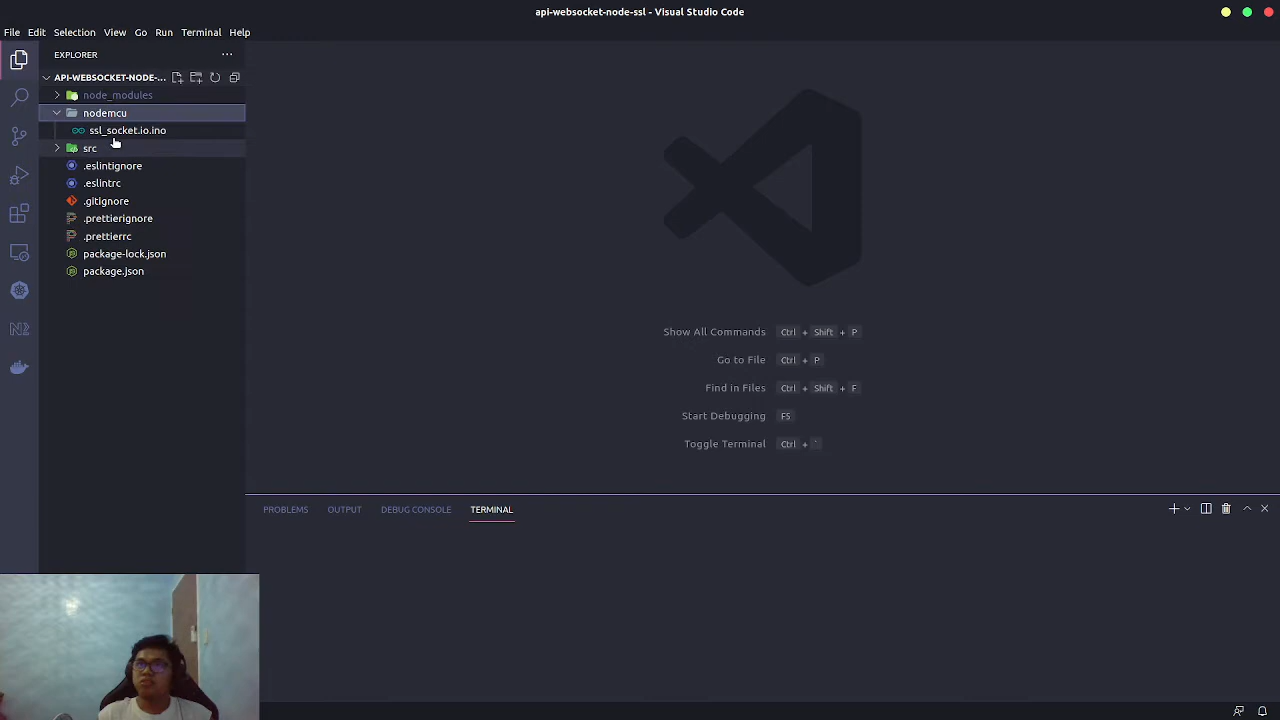 api-websocket-node-ssl - Visual Studio Code
File Edit Selection View Go Run Terminal Help
EXPLORER
API-WEBSOCKET-NODE-...
node_modules
nodemcu
ssl_socket.io.ino
src
.eslintignore
.eslintrc
.gitignore
.prettierignore
.prettierrc
package-lock.json
package.json
Show All Commands Ctrl + Shift + P
Go to File Ctrl + P
Find in Files Ctrl + Shift + F
Start Debugging F5
Toggle Terminal Ctrl + `
PROBLEMS OUTPUT DEBUG CONSOLE TERMINAL